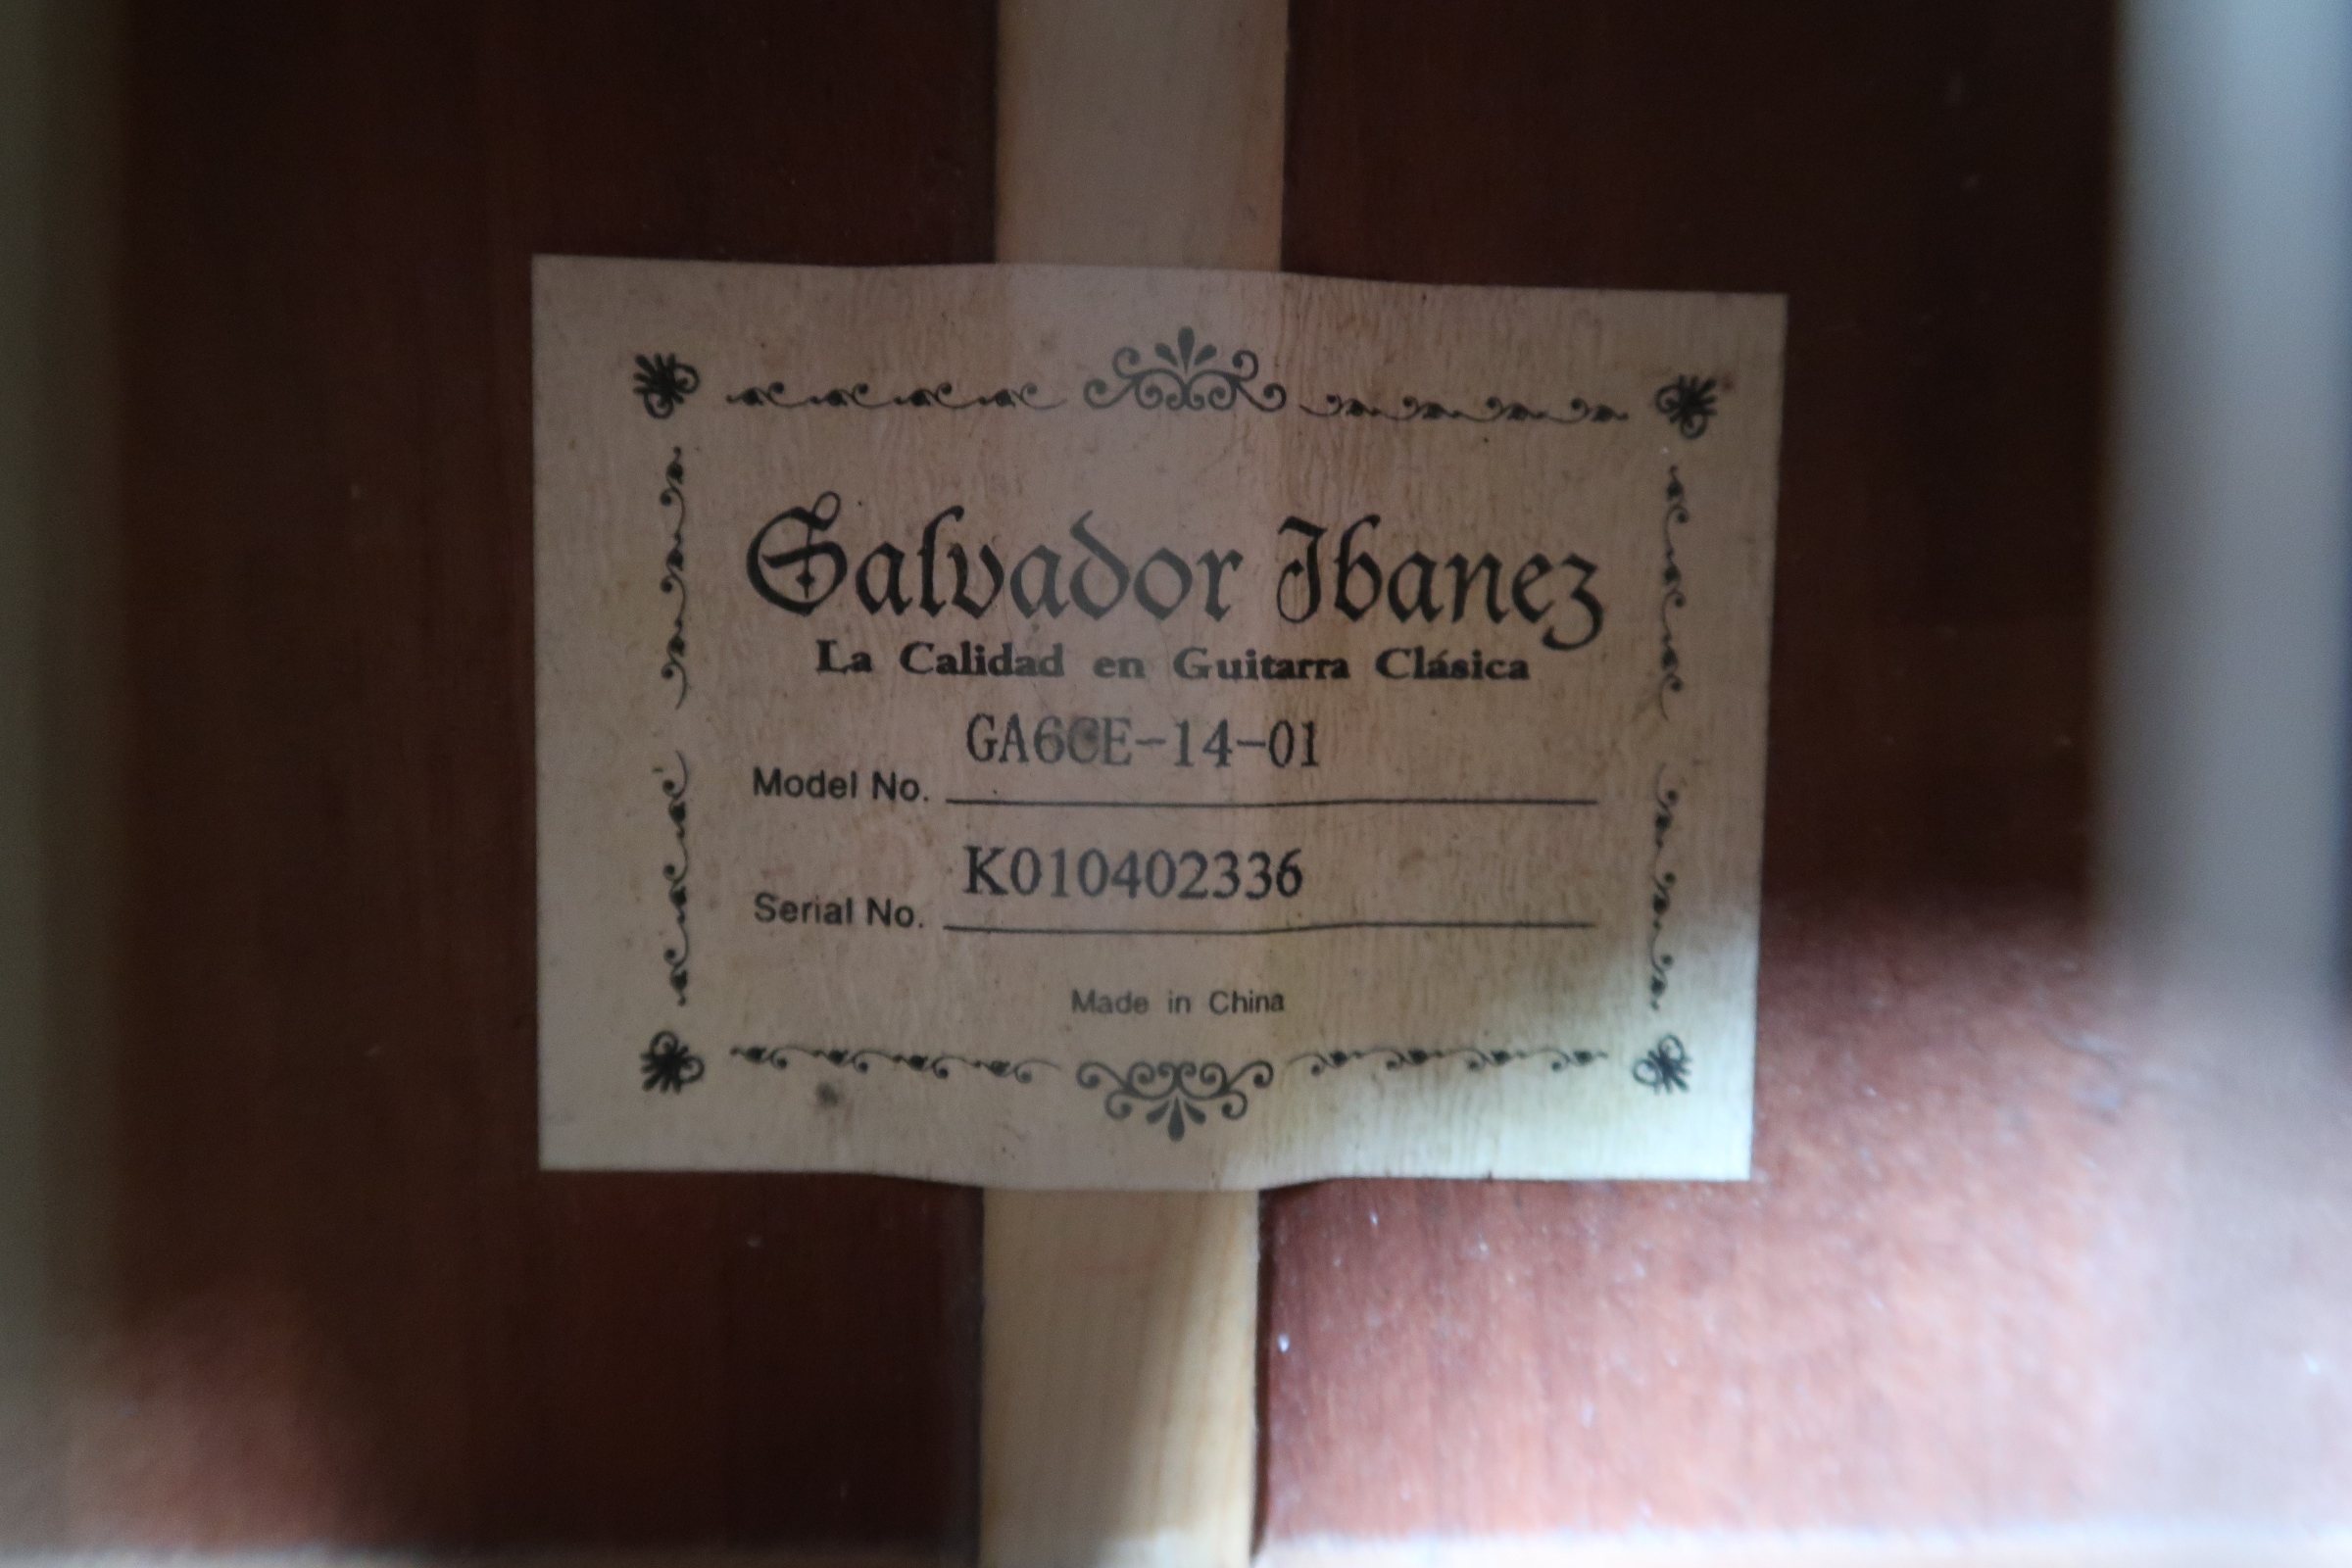 Salvador Ibanez
La Calidad en Guitarra Clásica
GA6CE-14-01
Model No.
K010402336
Serial No.
Made in China